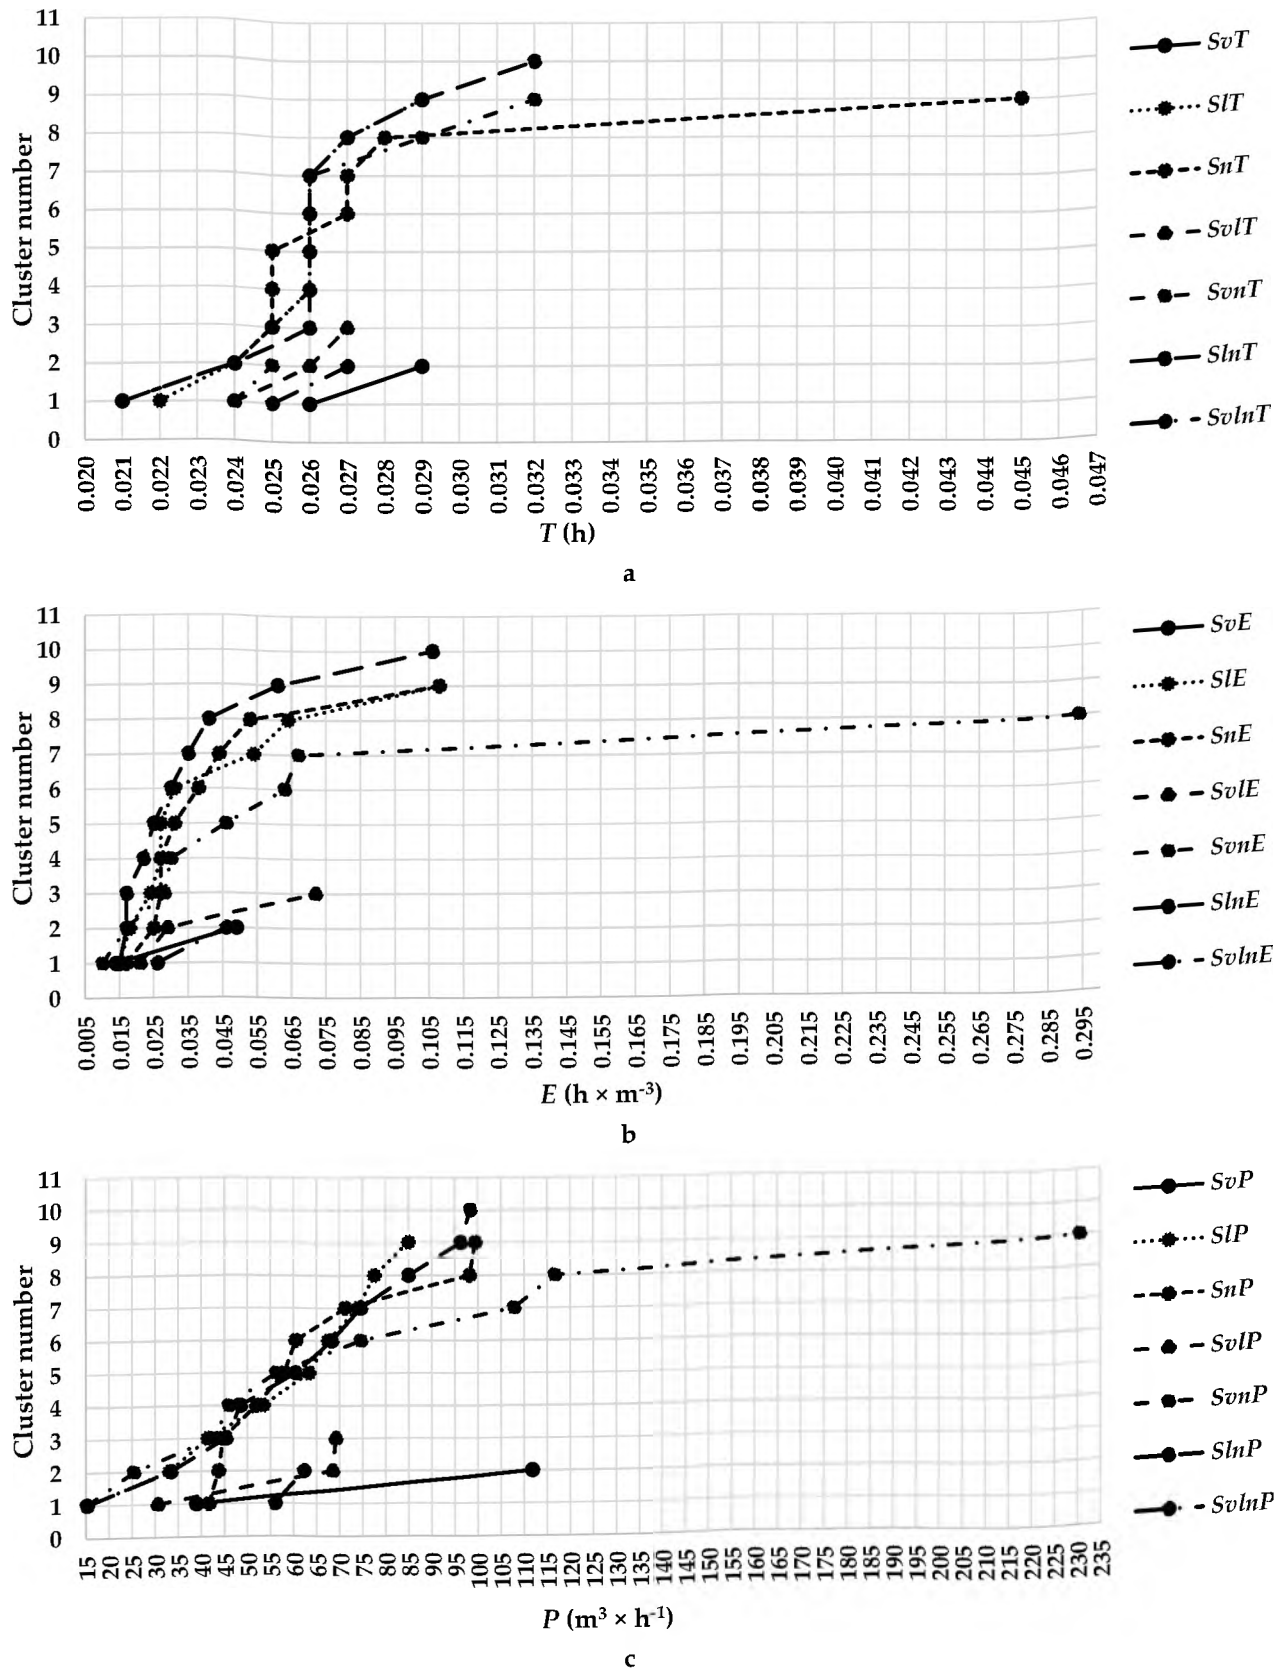 11
10
9
8
7
6
5
4
3
2
1
0
Cluster number
0.020 0.021 0.022 0.023 0.024 0.025 0.026 0.027 0.028 0.029 0.030 0.031 0.032 0.033 0.034 0.035 0.036 0.037 0.038 0.039 0.040 0.041 0.042 0.043 0.044 0.045 0.046 0.047
T (h)
SvT
SlT
SnT
SvlT
SvnT
SlnT
SvlnT
a
11
10
9
8
7
6
5
4
3
2
1
0
Cluster number
0.005 0.015 0.025 0.035 0.045 0.055 0.065 0.075 0.085 0.095 0.105 0.115 0.125 0.135 0.145 0.155 0.165 0.175 0.185 0.195 0.205 0.215 0.225 0.235 0.245 0.255 0.265 0.275 0.285 0.295
E (h × m⁻³)
SvE
SlE
SnE
SvlE
SvnE
SlnE
SvlnE
b
11
10
9
8
7
6
5
4
3
2
1
0
Cluster number
15 20 25 30 35 40 45 50 55 60 65 70 75 80 85 90 95 100 105 110 115 120 125 130 135 140 145 150 155 160 165 170 175 180 185 190 195 200 205 210 215 220 225 230 235
P (m³ × h⁻¹)
SvP
SlP
SnP
SvlP
SvnP
SlnP
SvlnP
c